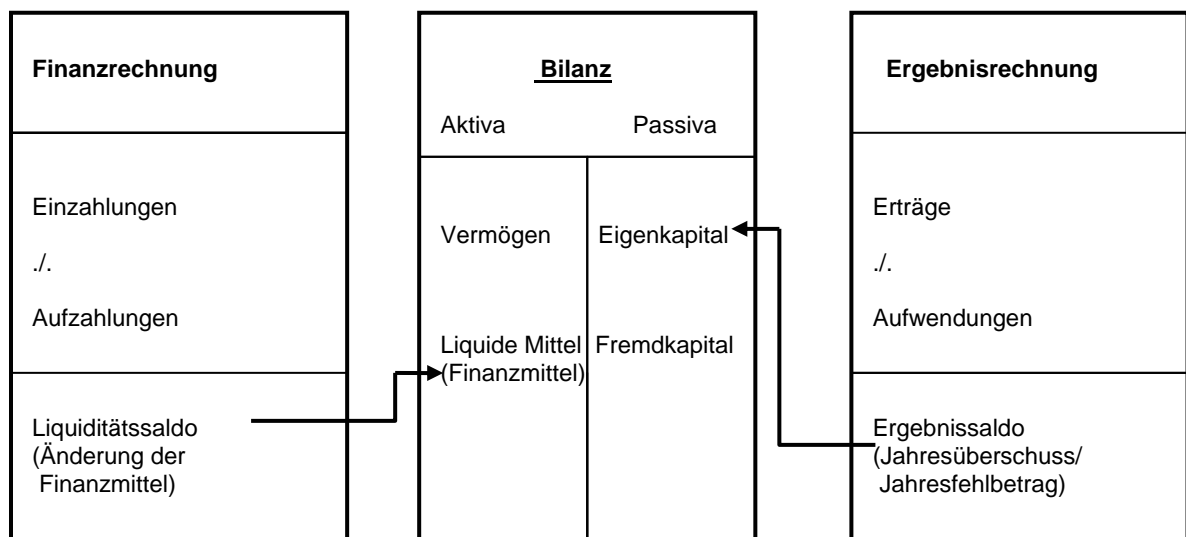 Finanzrechnung
Einzahlungen
./.
Aufzahlungen
Liquiditätssaldo
(Änderung der
Finanzmittel)
Bilanz
Aktiva Passiva
Vermögen Eigenkapital
Liquide Mittel Fremdkapital
(Finanzmittel)
Ergebnisrechnung
Erträge
./.
Aufwendungen
Ergebnissaldo
(Jahresüberschuss/
Jahresfehlbetrag)